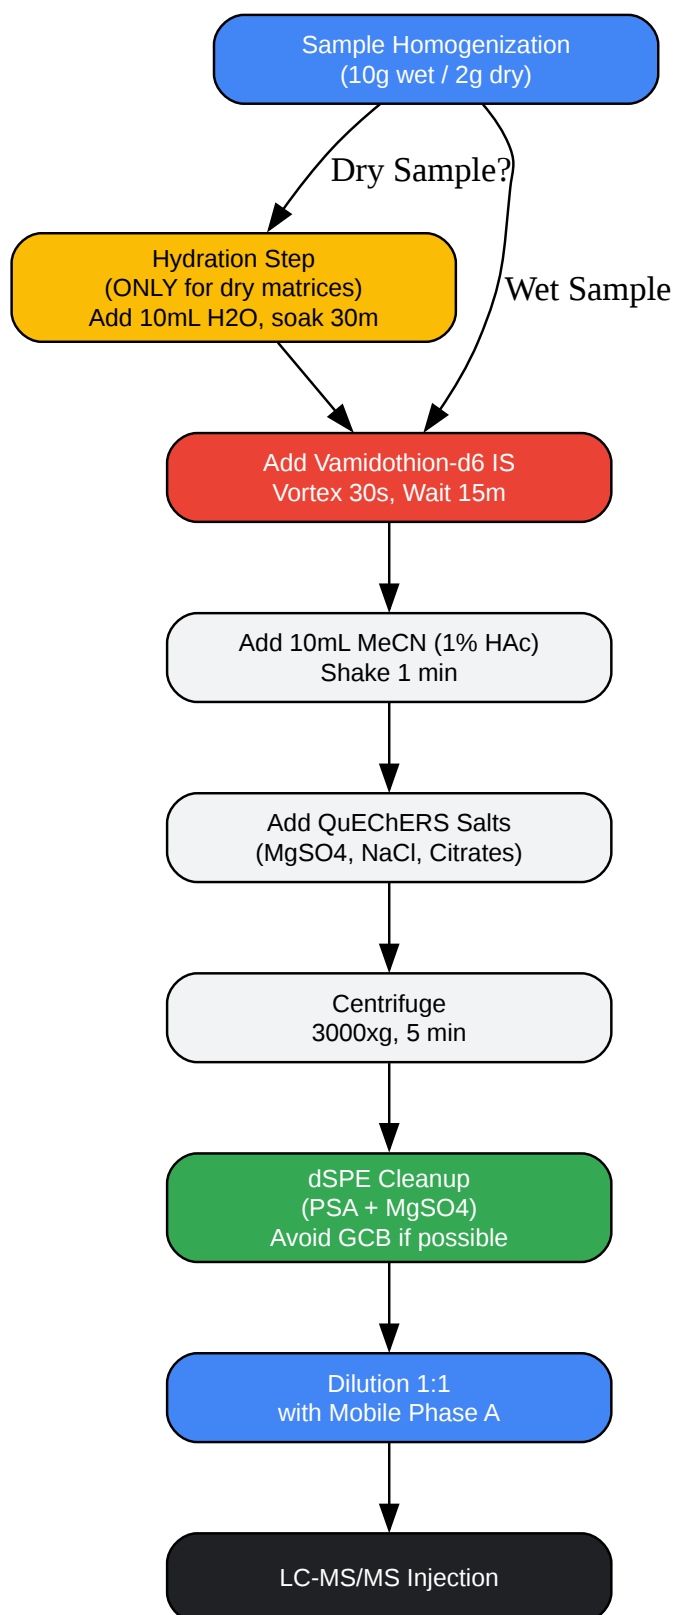 Sample Homogenization
(10g wet / 2g dry)
Dry Sample?
Hydration Step
(ONLY for dry matrices)
Add 10mL H2O, soak 30m
Wet Sample
Add Vamidothion-d6 IS
Vortex 30s, Wait 15m
Add 10mL MeCN (1% HAc)
Shake 1 min
Add QuEChERS Salts
(MgSO4, NaCl, Citrates)
Centrifuge
3000xg, 5 min
dSPE Cleanup
(PSA + MgSO4)
Avoid GCB if possible
Dilution 1:1
with Mobile Phase A
LC-MS/MS Injection